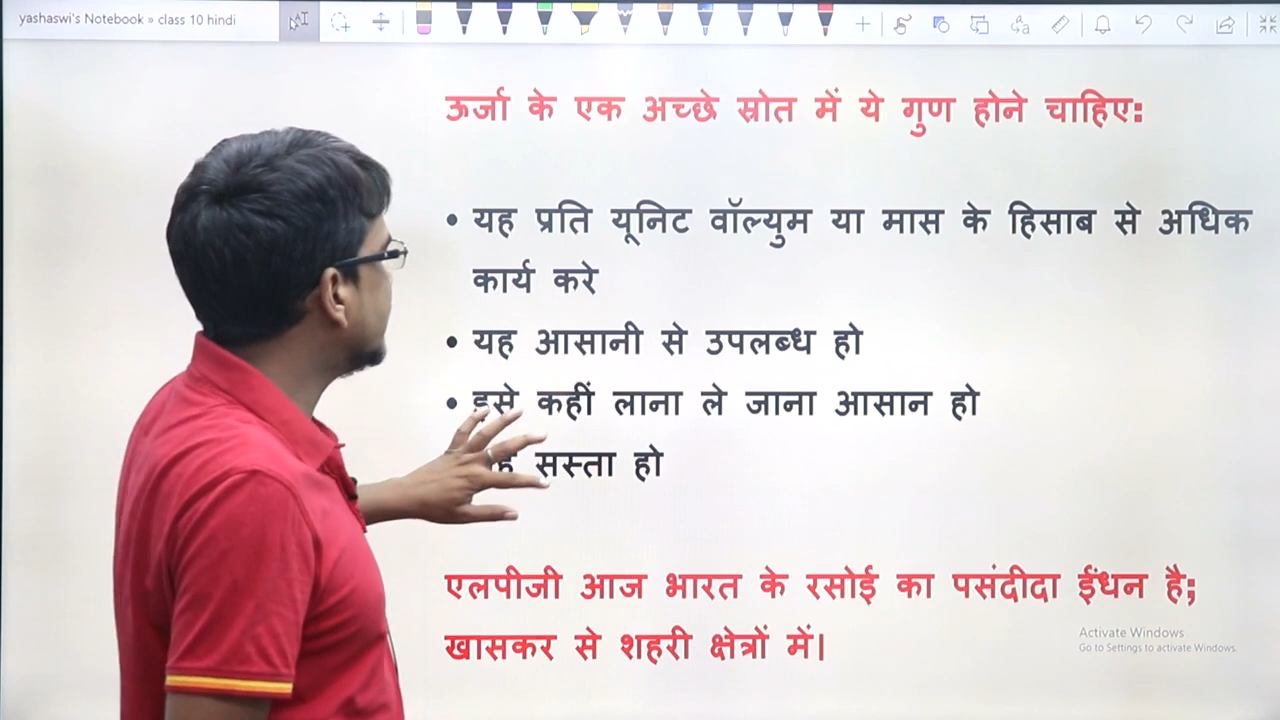 yashaswi's Notebook » class 10 hindi
ऊर्जा के एक अच्छे स्रोत में ये गुण होने चाहिए:
• यह प्रति यूनिट वॉल्युम या मास के हिसाब से अधिक
कार्य करे
• यह आसानी से उपलब्ध हो
• इसे कहीं लाना ले जाना आसान हो
सस्ता हो
एलपीजी आज भारत के रसोई का पसंदीदा ईंधन है;
खासकर से शहरी क्षेत्रों में।
Activate Windows
Go to Settings to activate Windows.